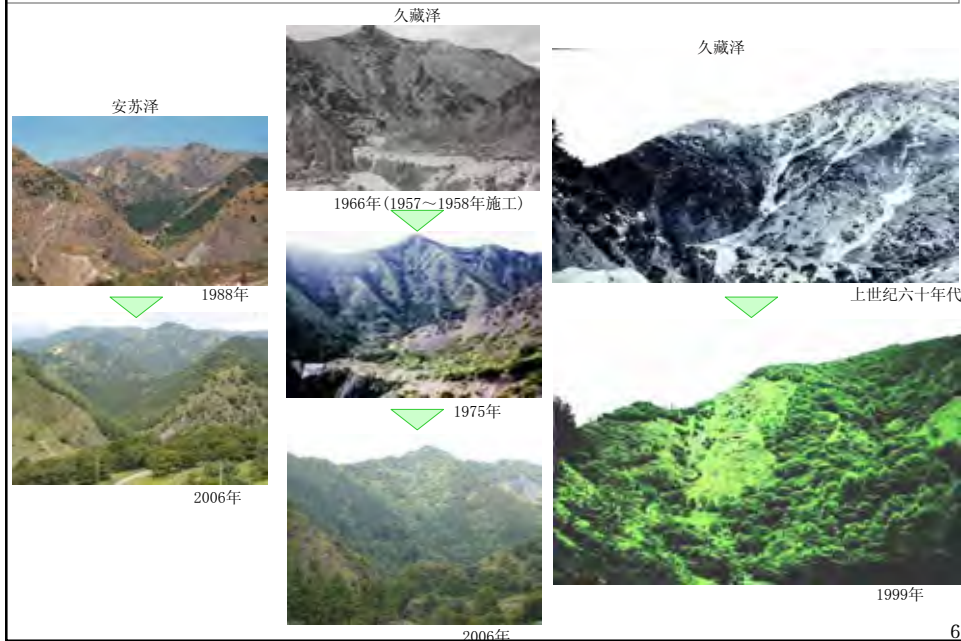 安苏泽
1988年
2006年
久藏泽
1966年(1957～1958年施工)
1975年
2006年
久藏泽
上世纪六十年代
1999年
6